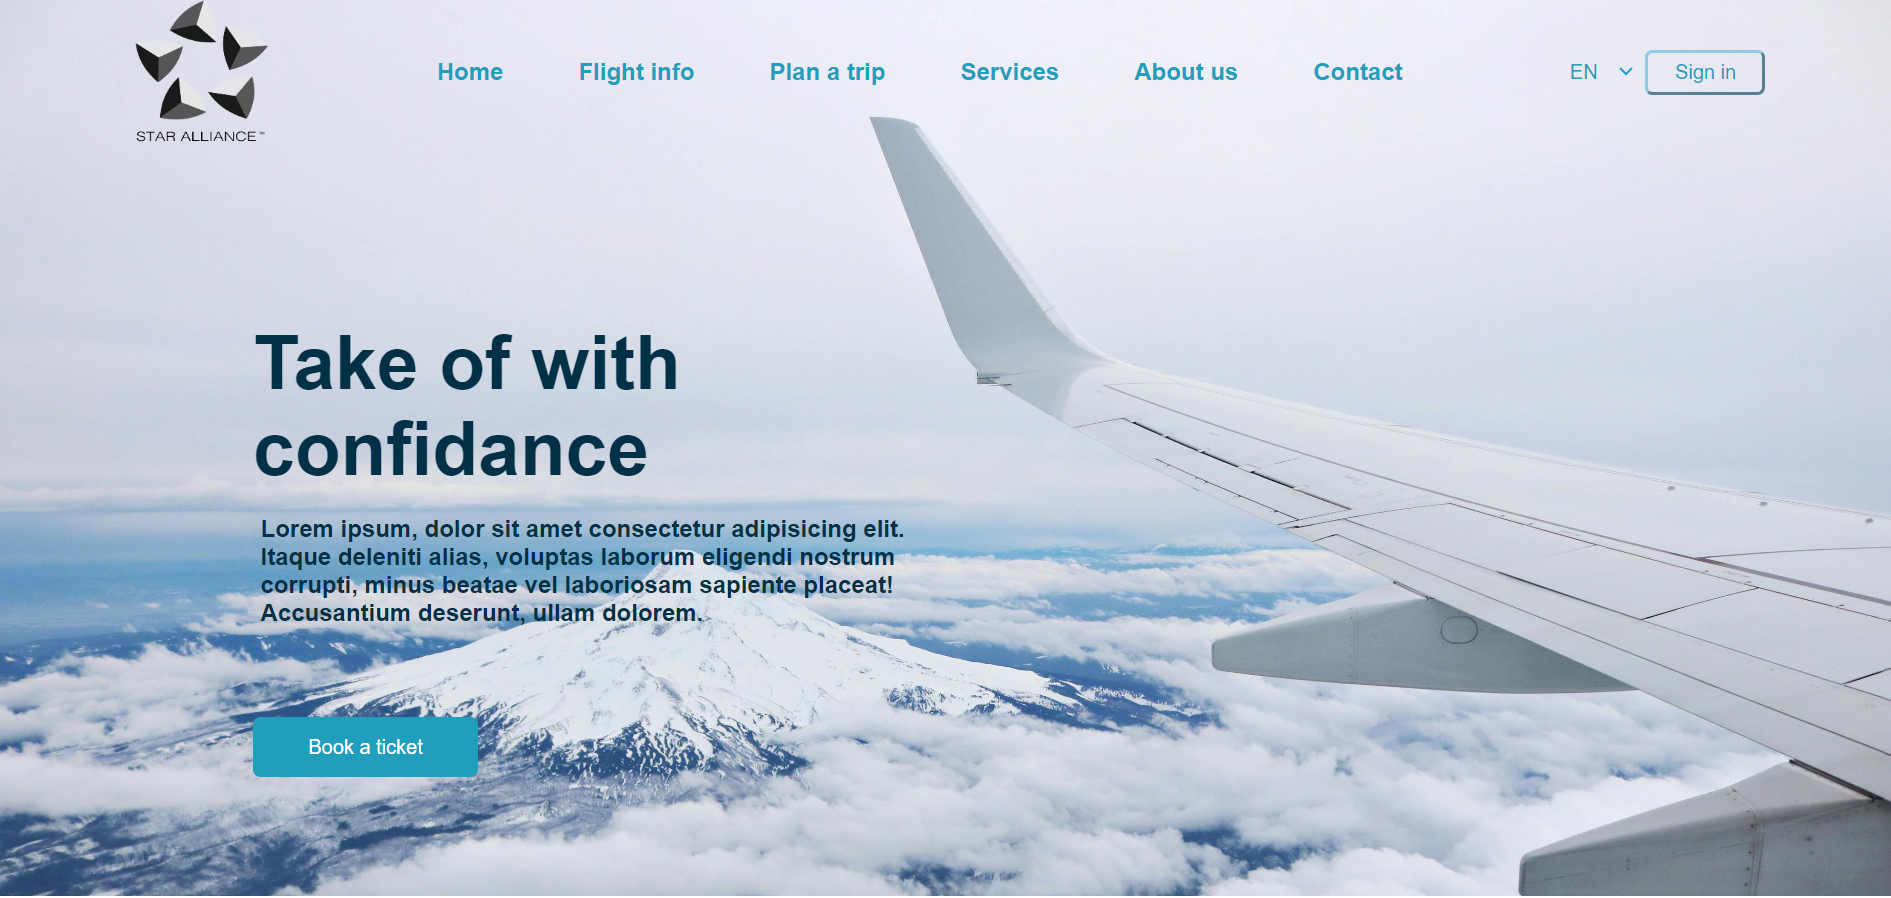 STAR ALLIANCE™
Home Flight info Plan a trip Services About us Contact EN Sign in
Take of with
confidance
Lorem ipsum, dolor sit amet consectetur adipisicing elit.
Itaque deleniti alias, voluptas laborum eligendi nostrum
corrupti, minus beatae vel laboriosam sapiente placeat!
Accusantium deserunt, ullam dolorem.
Book a ticket